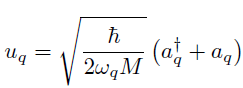 $u_q = \sqrt{\frac{\hbar}{2\omega_q M}} \left( a_q^\dagger + a_q \right)$